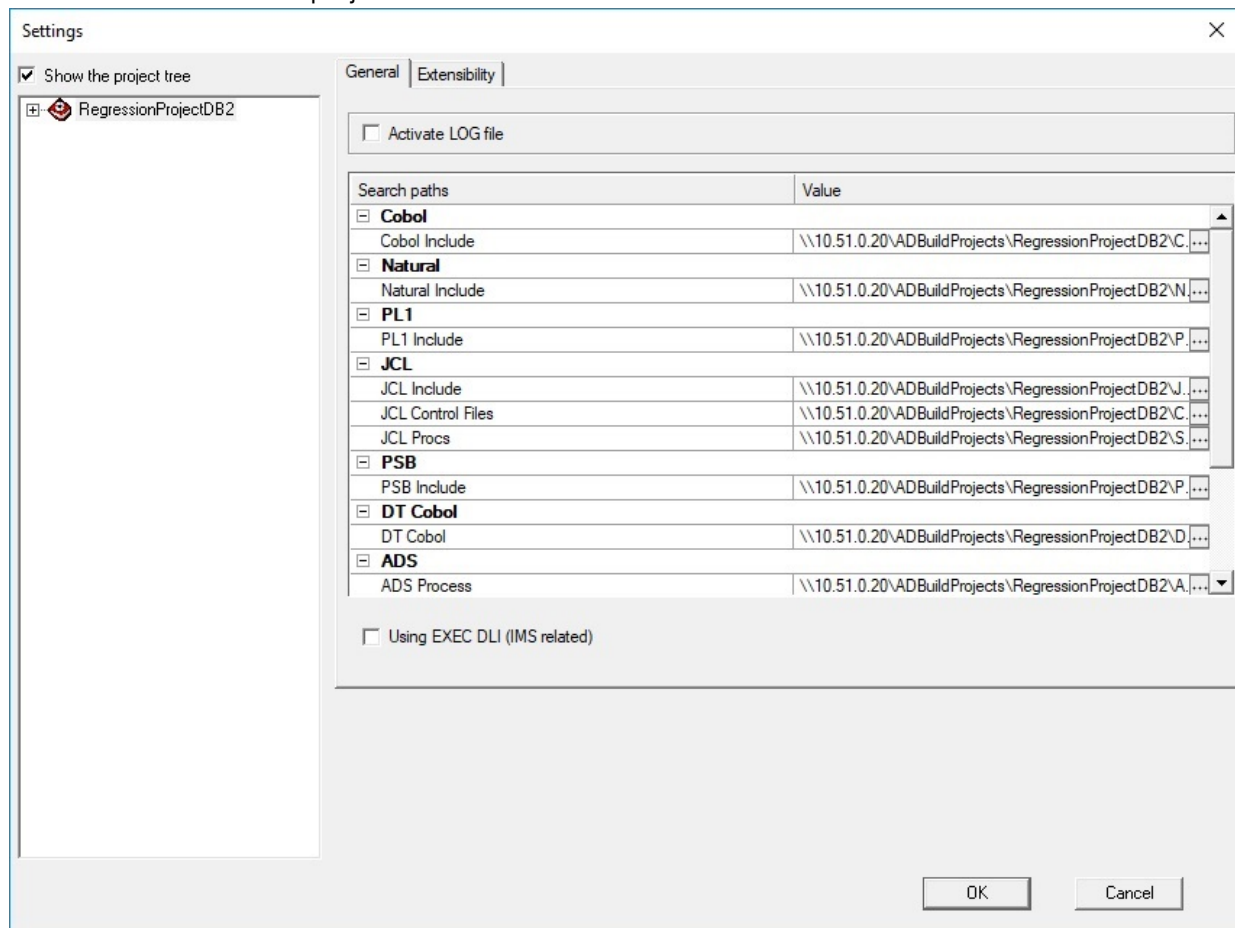 Settings
Show the project tree
RegressionProjectDB2
General
Extensibility
Activate LOG file
Search paths Value
Cobol
Cobol Include \\10.51.0.20\ADBuildProjects\RegressionProjectDB2\C. ...
Natural
Natural Include \\10.51.0.20\ADBuildProjects\RegressionProjectDB2\N. ...
PL1
PL1 Include \\10.51.0.20\ADBuildProjects\RegressionProjectDB2\P. ...
JCL
JCL Include \\10.51.0.20\ADBuildProjects\RegressionProjectDB2\J.. ...
JCL Control Files \\10.51.0.20\ADBuildProjects\RegressionProjectDB2\C. ...
JCL Procs \\10.51.0.20\ADBuildProjects\RegressionProjectDB2\S. ...
PSB
PSB Include \\10.51.0.20\ADBuildProjects\RegressionProjectDB2\P. ...
DT Cobol
DT Cobol \\10.51.0.20\ADBuildProjects\RegressionProjectDB2\D. ...
ADS
ADS Process \\10.51.0.20\ADBuildProjects\RegressionProjectDB2\A. ...
Using EXEC DLI (IMS related)
OK
Cancel